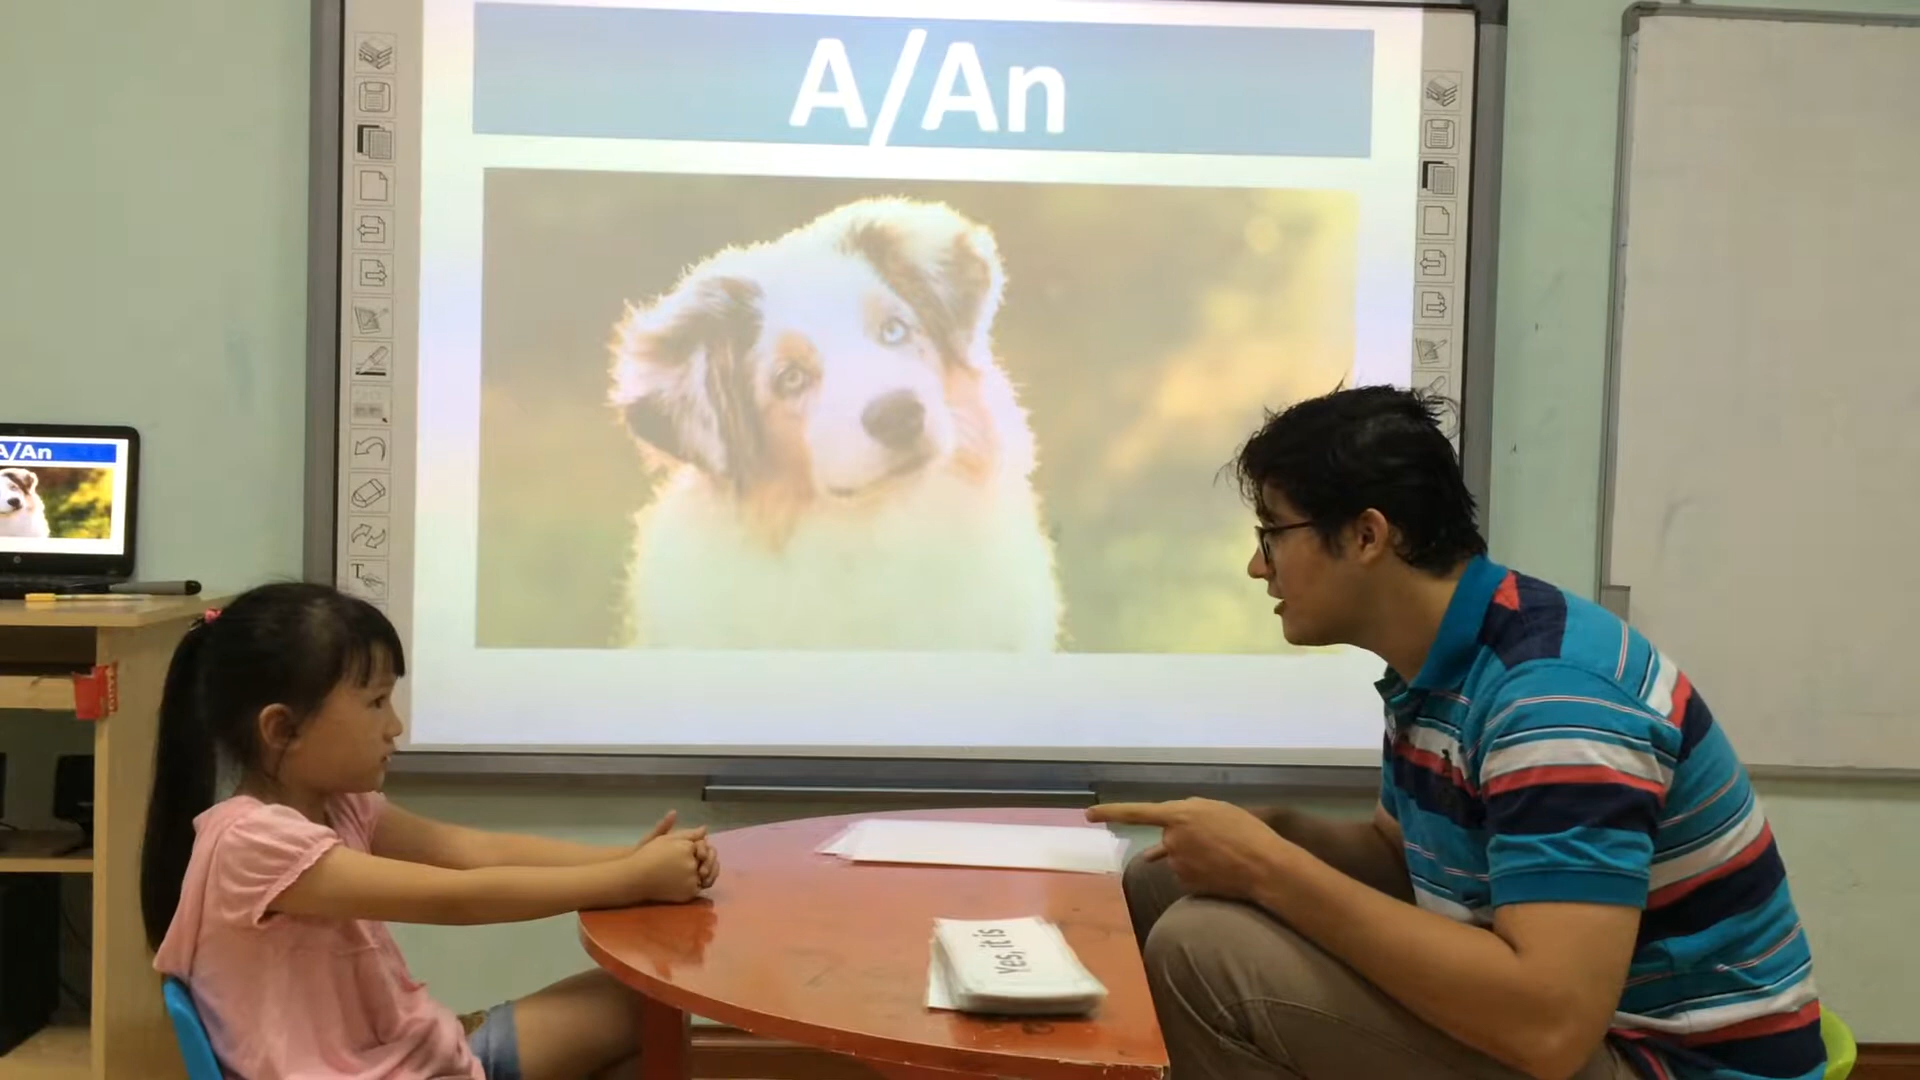 A/An
A/An
Yes, it is
T